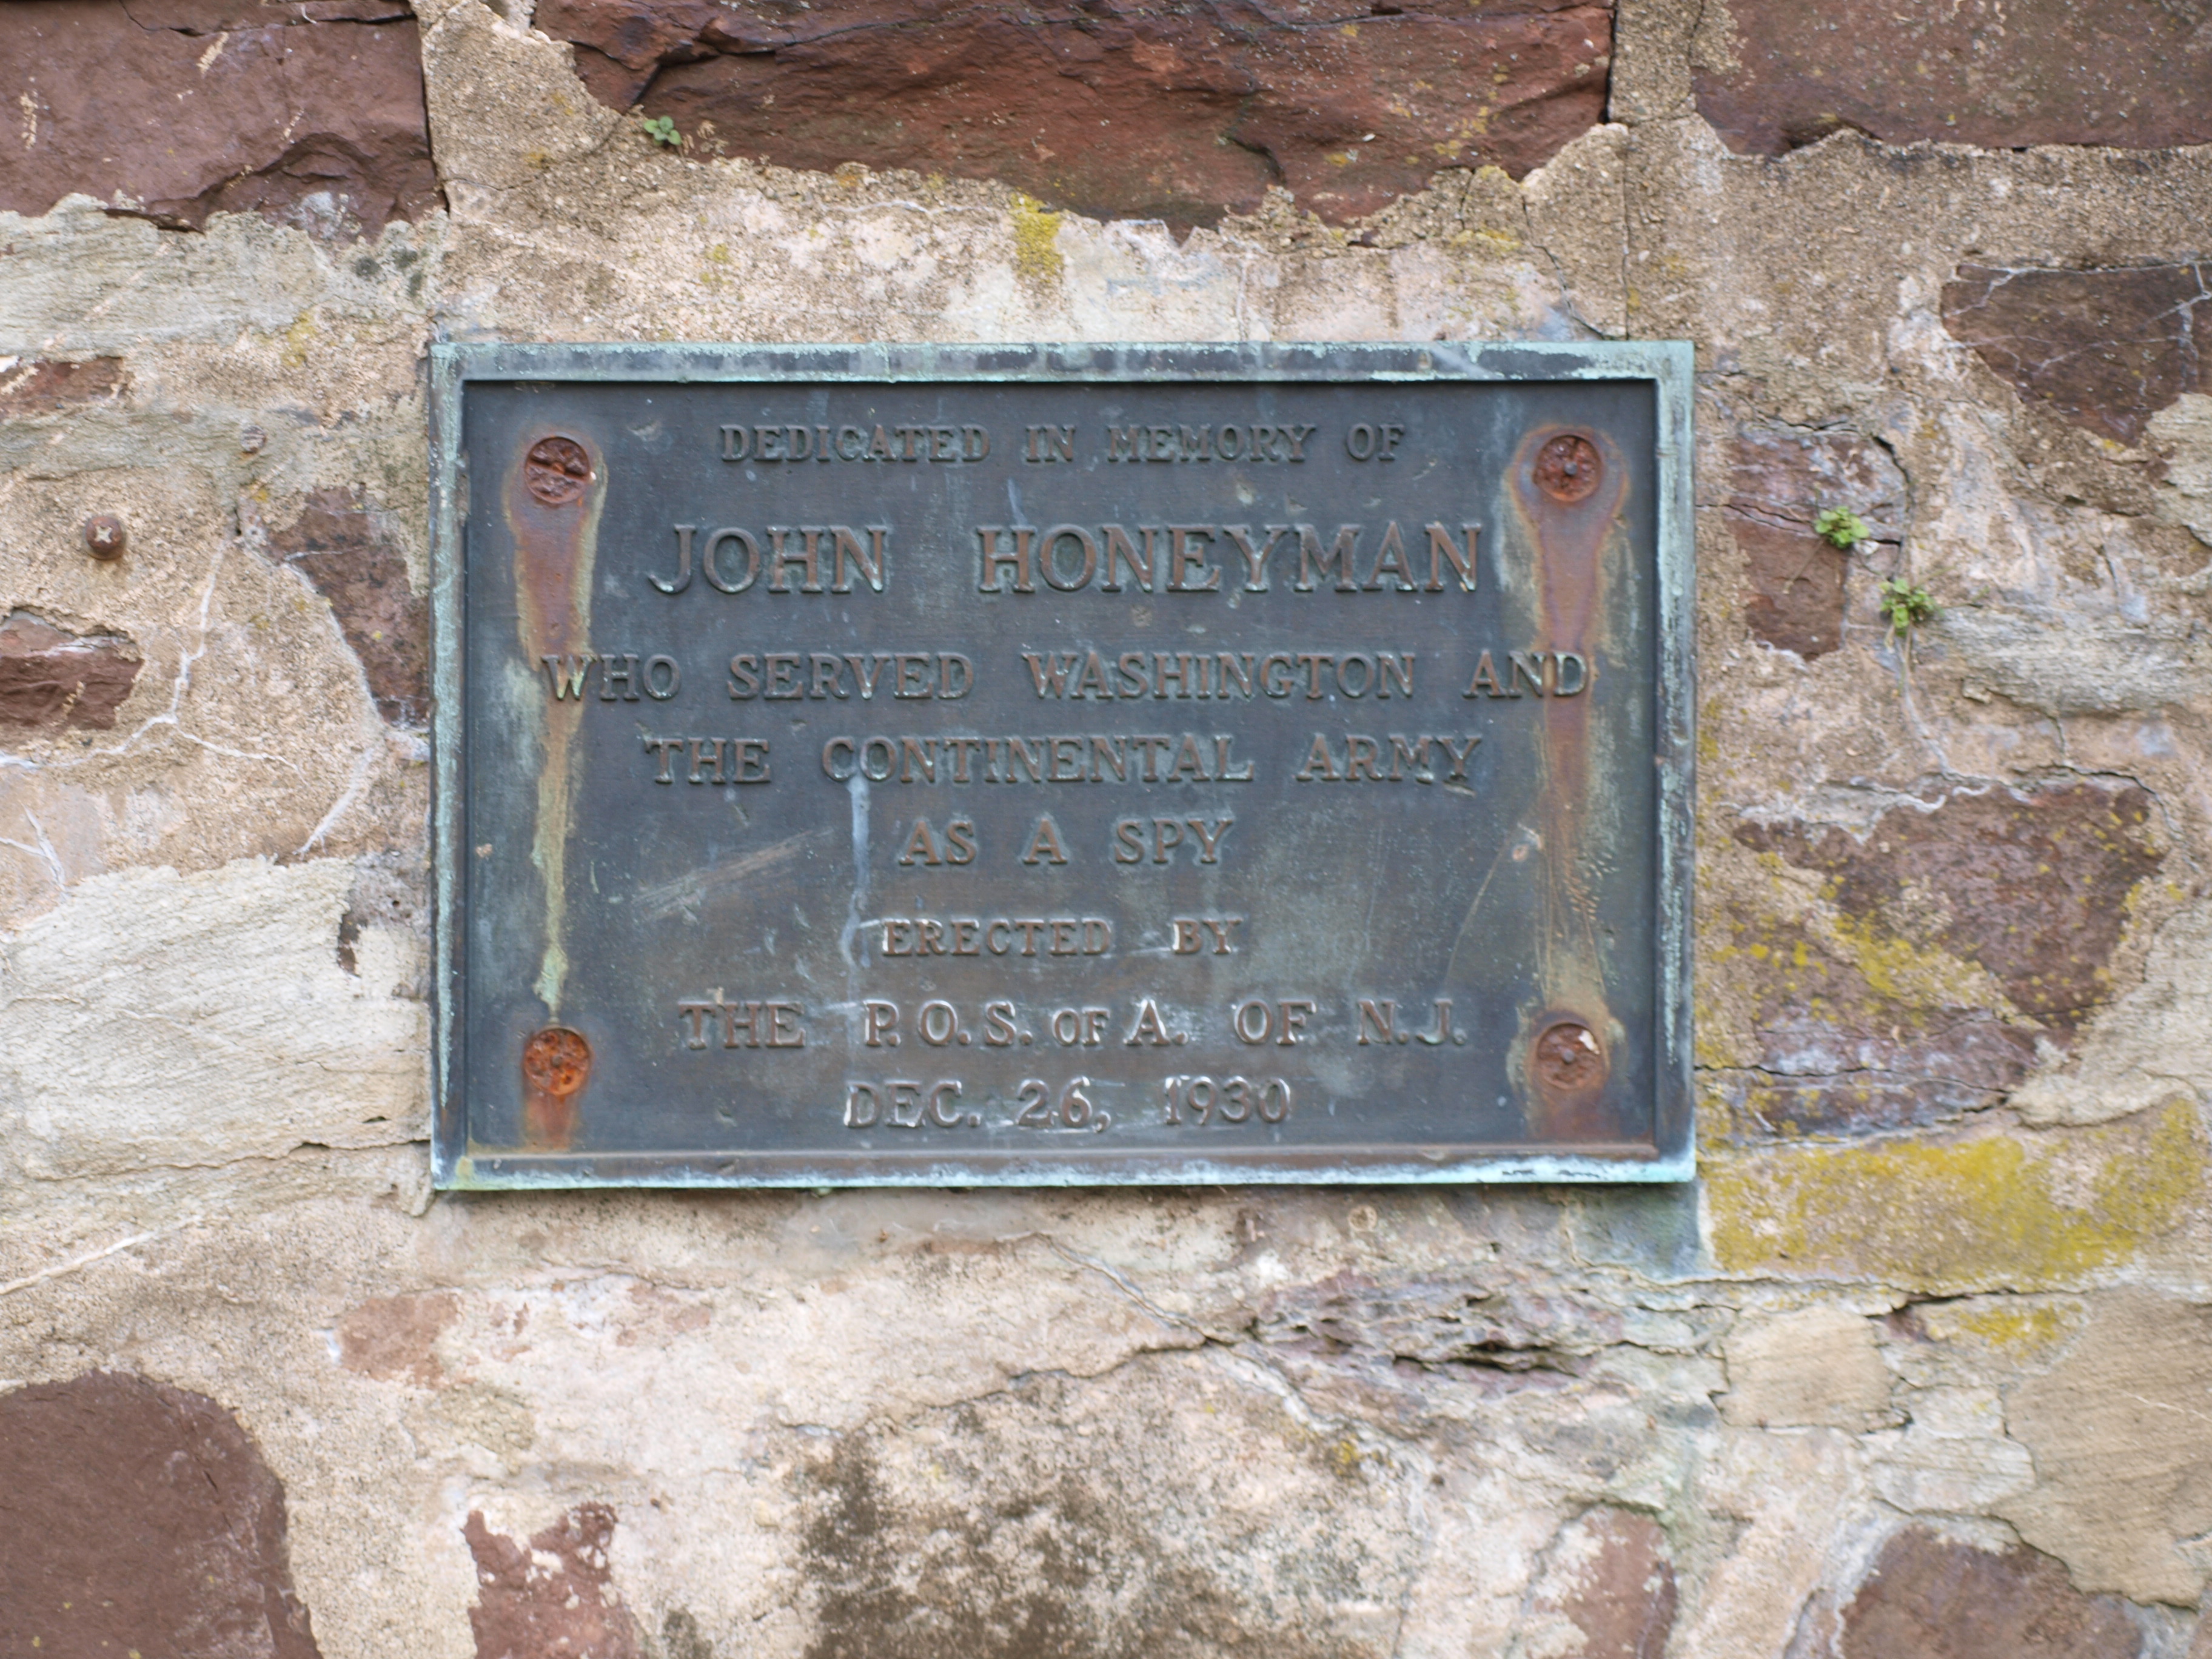 DEDICATED IN MEMORY OF
JOHN HONEYMAN
WHO SERVED WASHINGTON AND
THE CONTINENTAL ARMY
AS A SPY
ERECTED BY
THE P.O.S. OF A. OF N.J.
DEC. 26, 1930